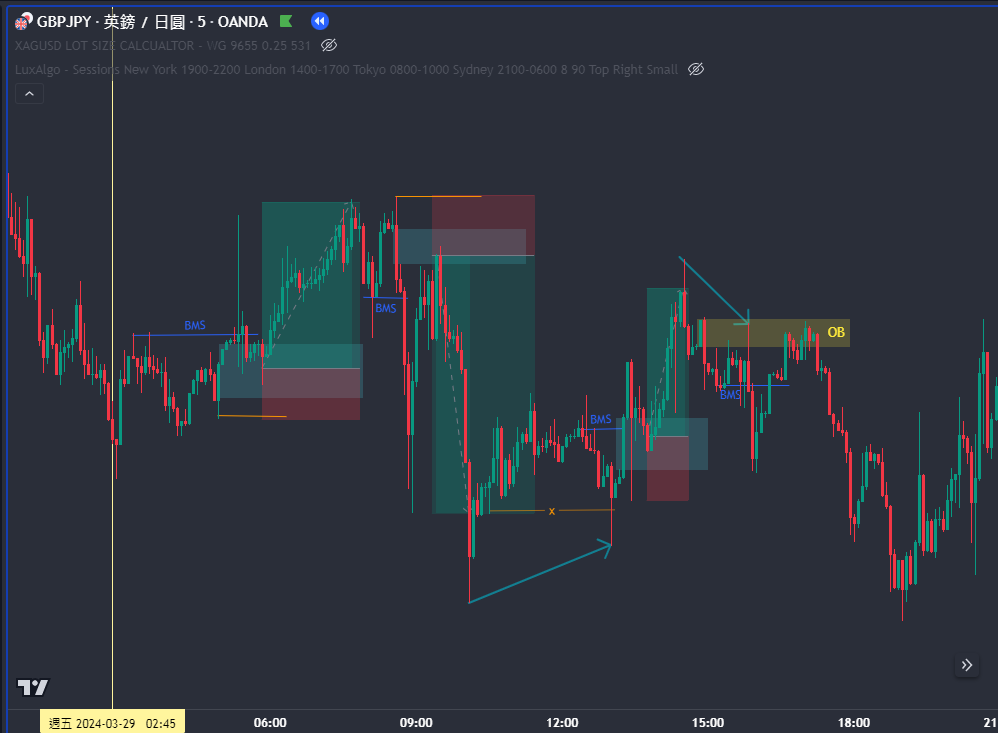 GBPJPY · 英鎊 / 日圓 · 5 · OANDA
XAGUSD LOT SIZE CALCUALTOR - V/G 9655 0.25 531
LuxAlgo - Sessions New York 1900-2200 London 1400-1700 Tokyo 0800-1000 Sydney 2100-0600 8 90 Top Right Small
BMS
BMS
OB
BMS
BMS
x
週五 2024-03-29 02:45
06:00 09:00 12:00 15:00 18:00 21